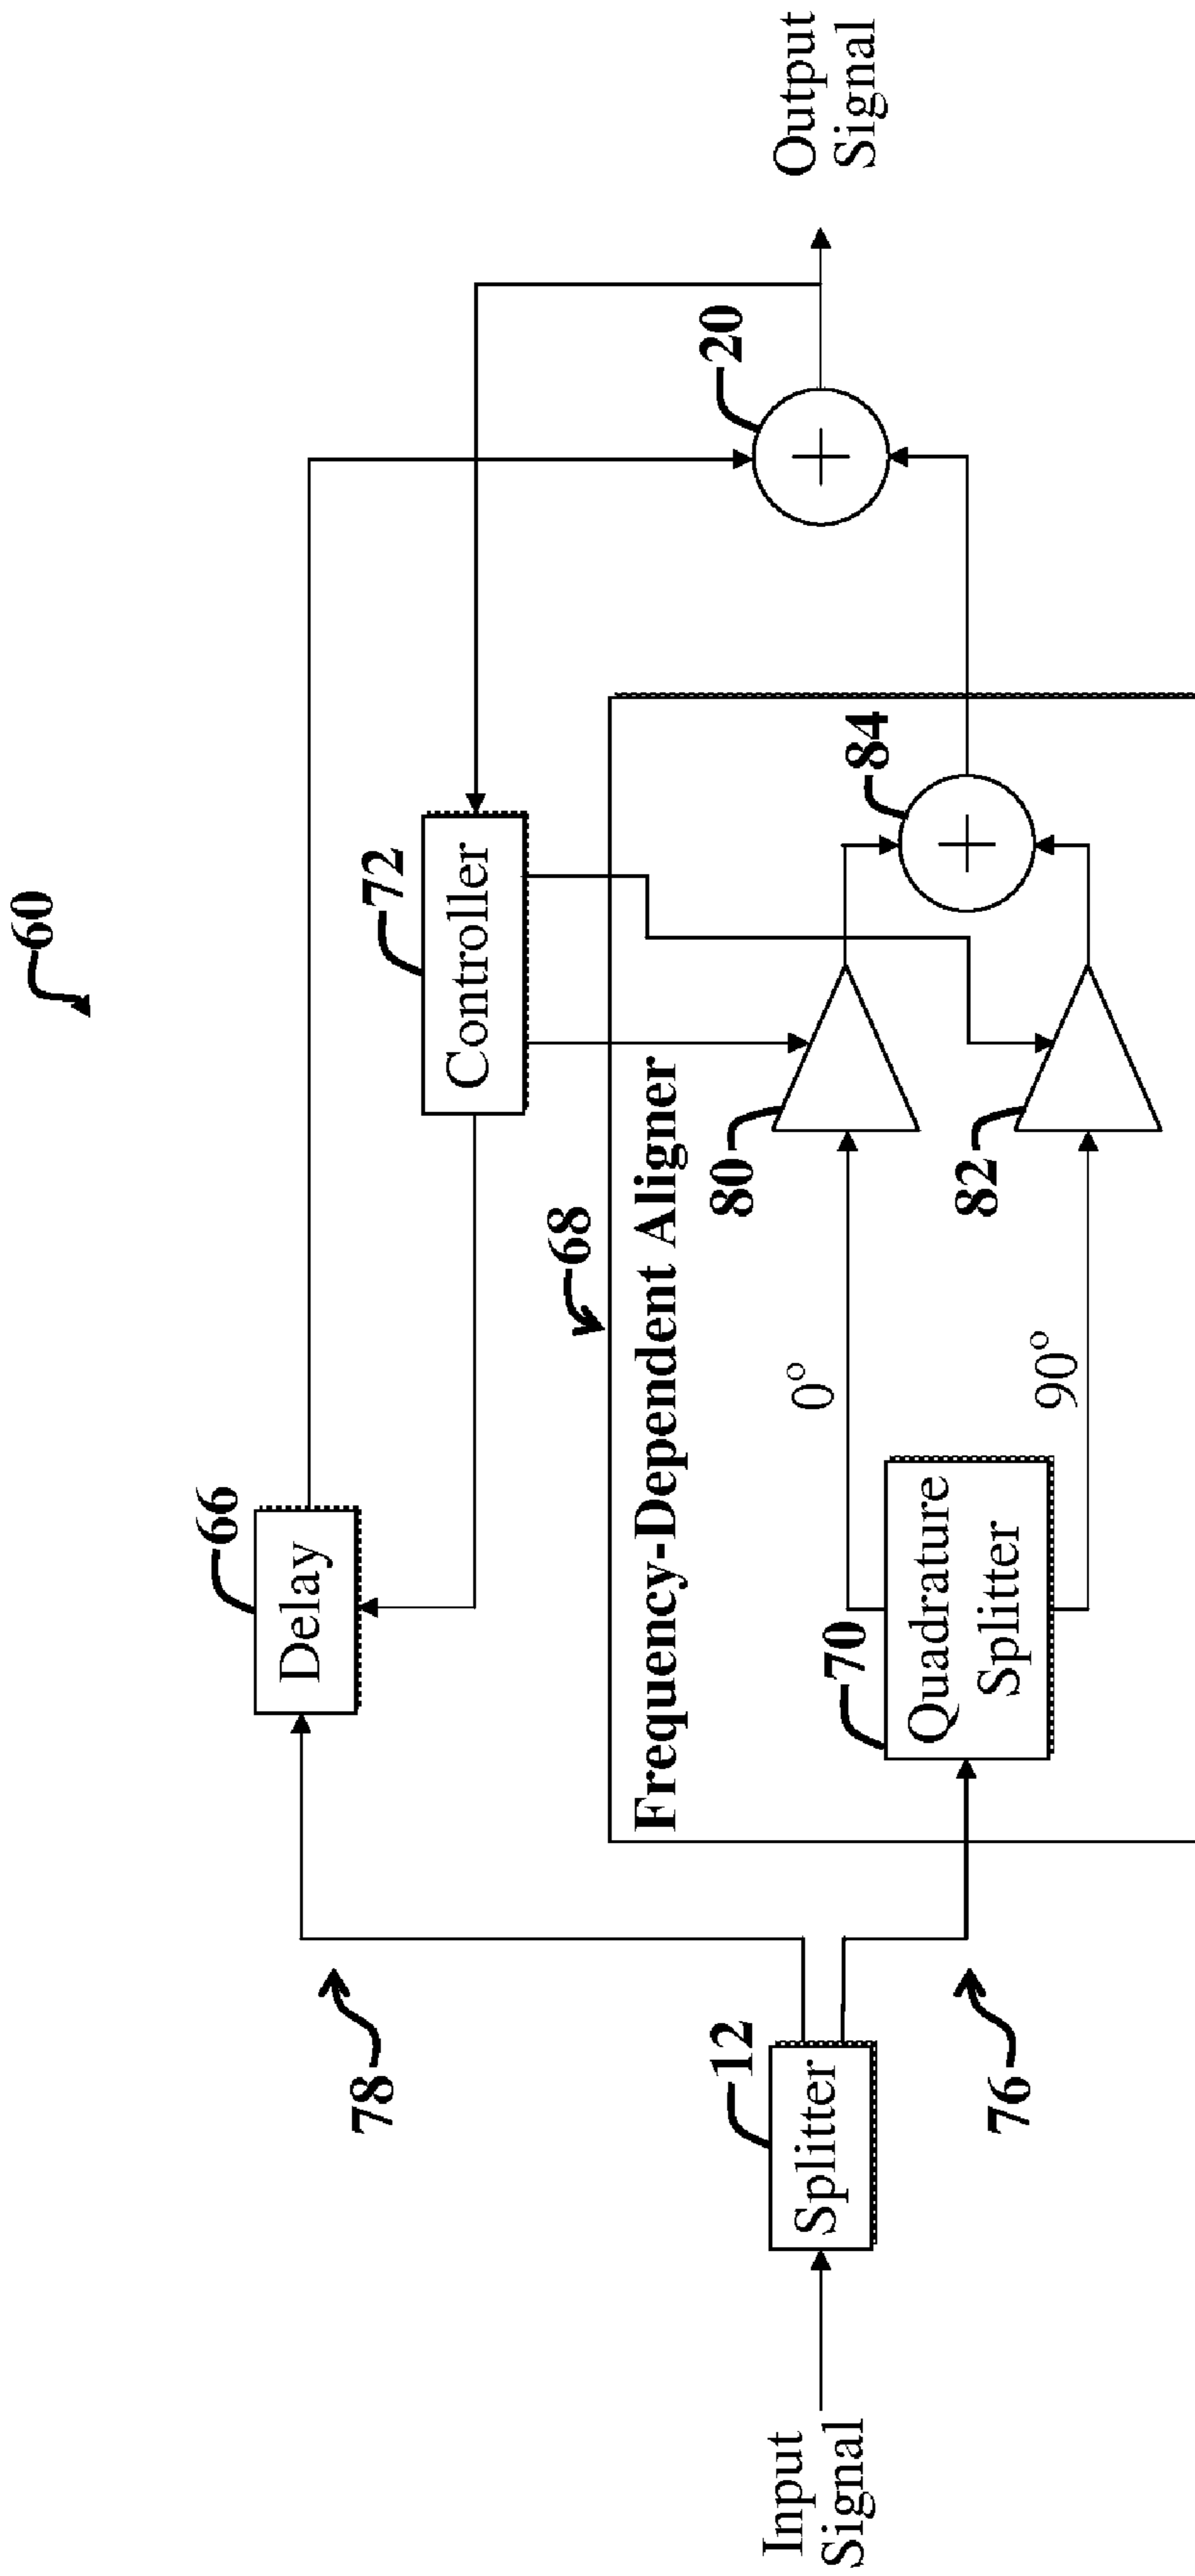 60
66
Delay
72
Controller
78
68
Frequency-Dependent Aligner
12
Splitter
Input
Signal
76
70
Quadrature
Splitter
0°
90°
80
82
84
20
Output
Signal